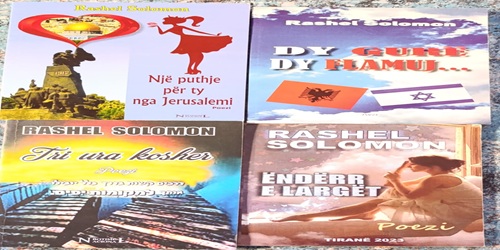 Rashel Solomon
Një puthje
për ty
nga Jerusalemi
Poezi
Rashel Solomon
DY GURË
DY FLAMUJ...
RASHEL SOLOMON
Tri ura kosher
RASHEL
SOLOMON
ËNDËRR
E LARGËT
Poezi
TIRANË 2023